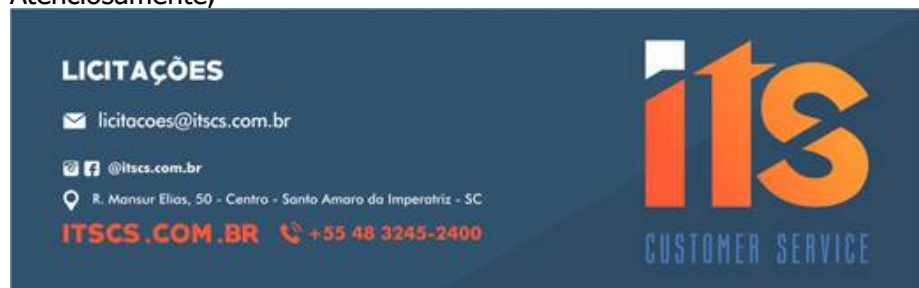 Atenciosamente,
LICITAÇÕES
licitacoes@itscs.com.br
@itscs.com.br
R. Mansur Elias, 50 - Centro - Santo Amaro da Imperatriz - SC
ITSCS.COM.BR +55 48 3245-2400
its
CUSTOMER SERVICE